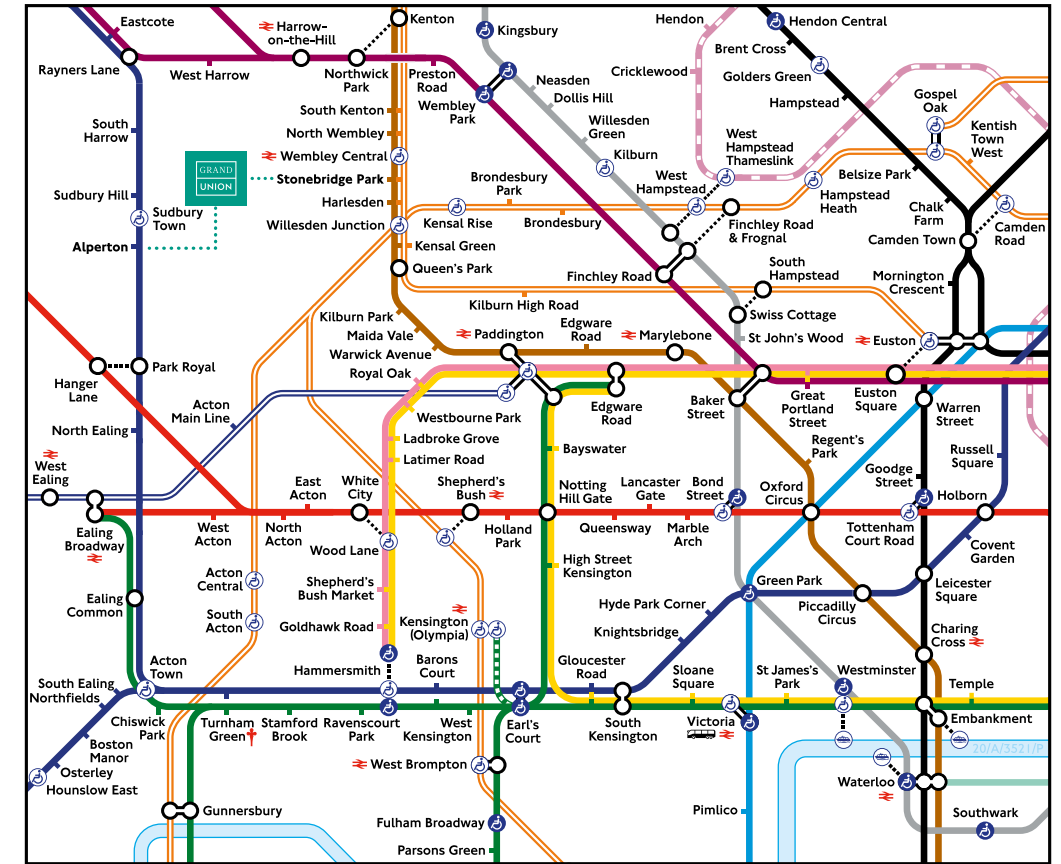 Eastcote
Harrow-
on-the-Hill
Kenton
Kingsbury
Hendon
Hendon Central
Rayners Lane
West Harrow
Northwick
Park
Preston
Road
Brent Cross
Golders Green
Cricklewood
Neasden
Dollis Hill
Wembley
Park
Hampstead
Gospel
Oak
South Kenton
South
Harrow
North Wembley
Willesden
Green
Kentish
Town
West
West
Hampstead
Thameslink
GRAND
UNION
Wembley Central
Kilburn
Stonebridge Park
Brondesbury
Park
West
Hampstead
Belsize Park
Sudbury Hill
Harlesden
Hampstead
Heath
Chalk
Farm
Sudbury
Town
Willesden Junction
Kensal Rise
Brondesbury
Finchley Road
& Frognal
Camden
Road
Alperton
Kensal Green
Camden Town
Queen's Park
Finchley Road
South
Hampstead
Mornington
Crescent
Kilburn High Road
Kilburn Park
Swiss Cottage
Maida Vale
Paddington
Edgware
Road
Marylebone
St John's Wood
Euston
Warwick Avenue
Park Royal
Royal Oak
Hanger
Lane
Edgware
Road
Baker
Street
Great
Portland
Street
Euston
Square
Acton
Main Line
Westbourne Park
Warren
Street
North Ealing
Ladbroke Grove
Bayswater
Regent's
Park
Russell
Square
Latimer Road
West
Ealing
East
Acton
White
City
Shepherd's
Bush
Notting
Hill Gate
Lancaster
Gate
Bond
Street
Oxford
Circus
Goodge
Street
Holborn
Ealing
Broadway
West
Acton
North
Acton
Holland
Park
Queensway
Marble
Arch
Tottenham
Court Road
Wood Lane
Covent
Garden
High Street
Kensington
Acton
Central
Shepherd's
Bush Market
Green Park
Leicester
Square
Ealing
Common
Hyde Park Corner
Piccadilly
Circus
South
Acton
Goldhawk Road
Kensington
(Olympia)
Knightsbridge
Charing
Cross
Acton
Town
Hammersmith
Barons
Court
Gloucester
Road
Sloane
Square
St James's
Park
Westminster
Temple
South Ealing
Northfields
Chiswick
Park
Turnham
Green
Stamford
Brook
Ravenscourt
Park
West
Kensington
Earl's
Court
South
Kensington
Victoria
Embankment
Boston
Manor
20/A/3521/P
Osterley
West Brompton
Hounslow East
Waterloo
Gunnersbury
Pimlico
Southwark
Fulham Broadway
Parsons Green